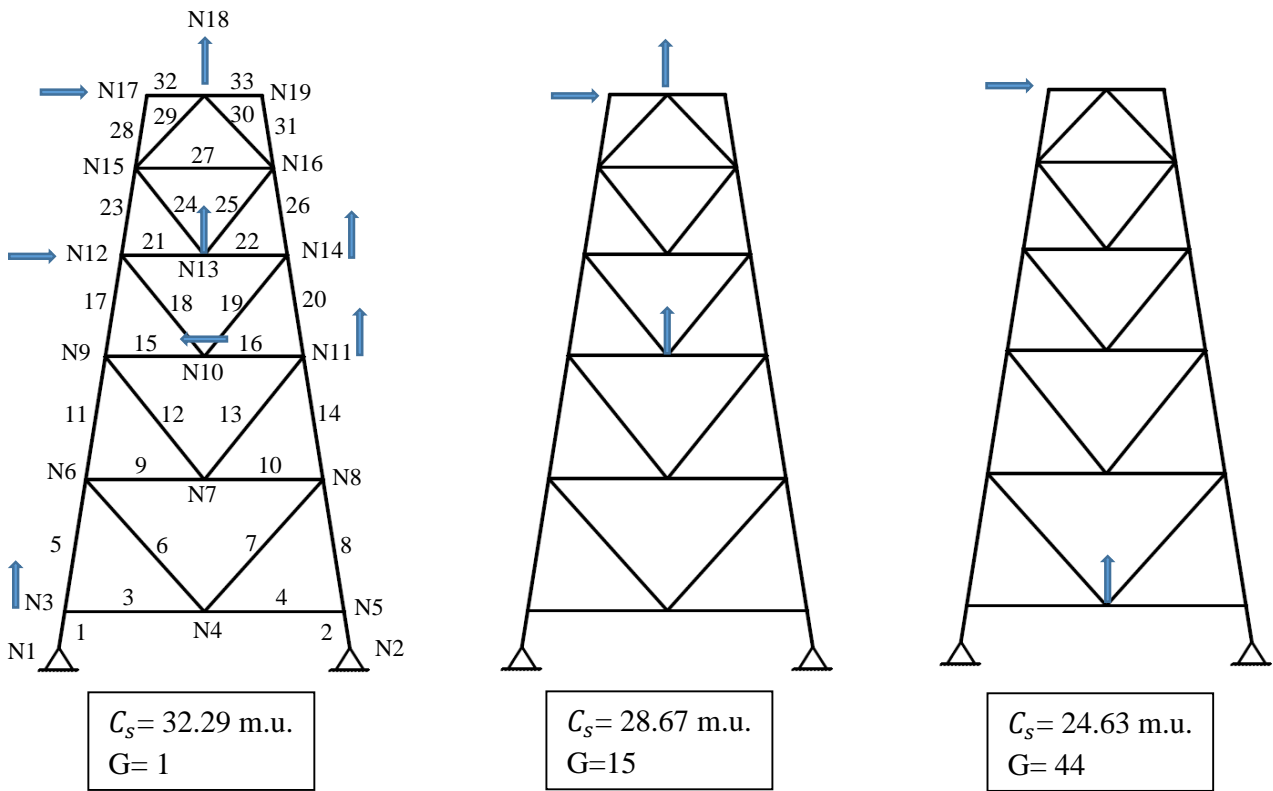 N18
32 33
N17 N19
29 30
28 31
27
N15 N16
23 24 25 26
21 22
N12 N14
N13
17 18 19 20
15 16
N9 N11
N10
11 12 13 14
9 10
N6 N8
N7
5 6 7 8
3 4
N3 N5
N4
1 2
N1 N2
𝐶𝑠= 32.29 m.u.
G= 1
𝐶𝑠= 28.67 m.u.
G=15
𝐶𝑠= 24.63 m.u.
G= 44